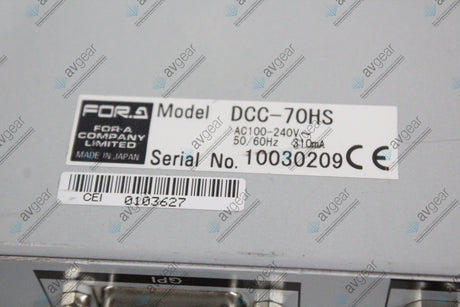 FOR.A
FOR-A
COMPANY
LIMITED
MADE IN JAPAN
Model DCC-70HS
AC100-240V~
50/60Hz 310mA
Serial No. 10030209 CE
CEI 0103627
GPI
avgear